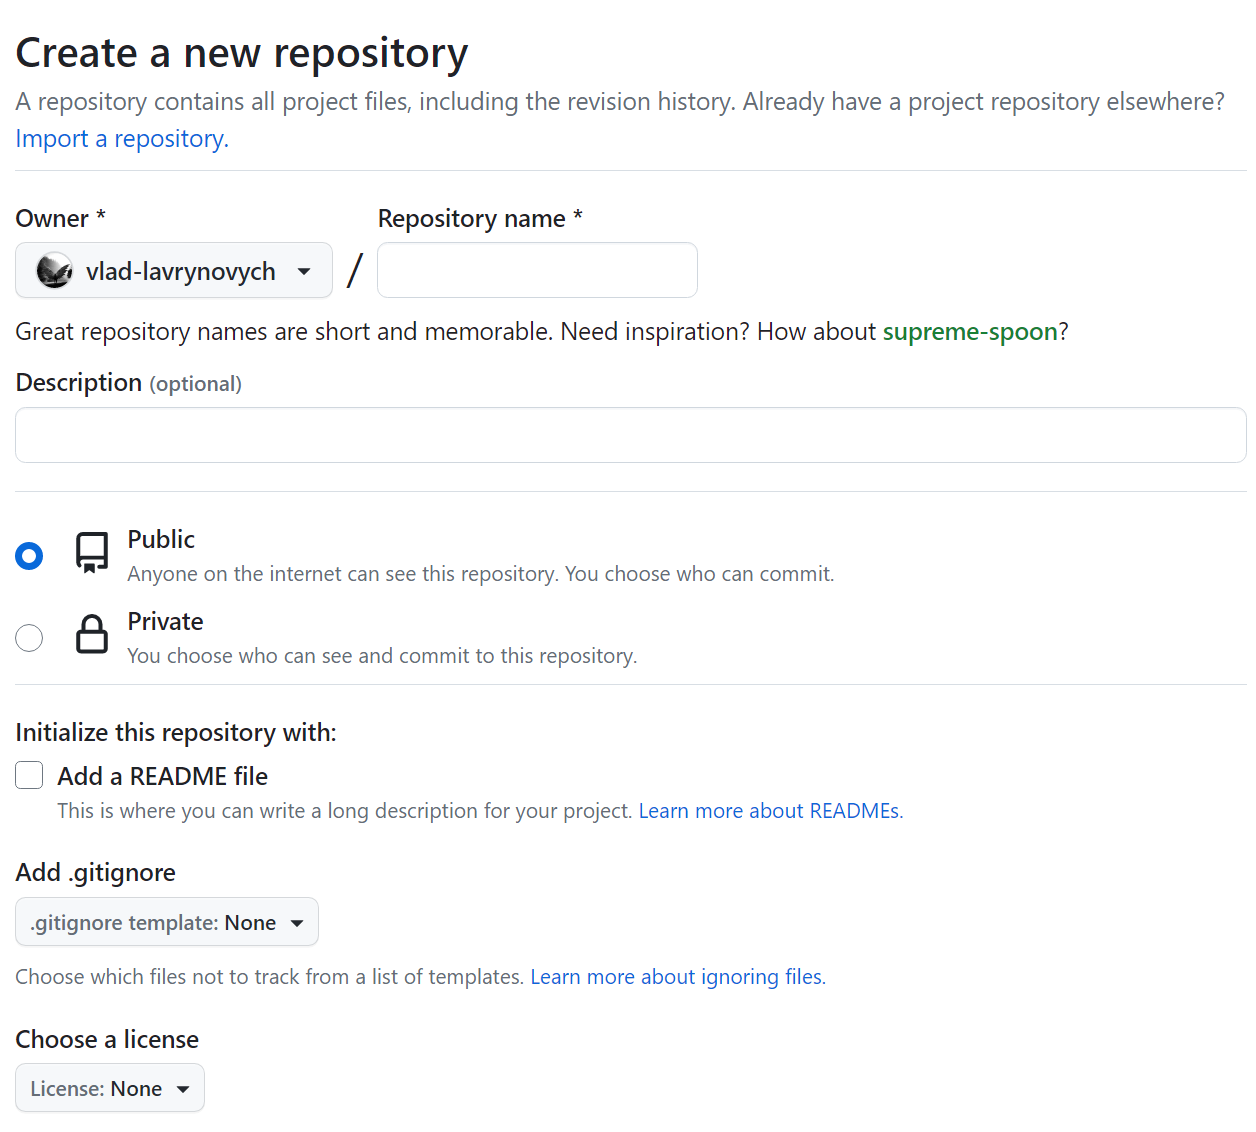 Create a new repository
A repository contains all project files, including the revision history. Already have a project repository elsewhere?
Import a repository.
Owner * Repository name *
vlad-lavrynovych /
Great repository names are short and memorable. Need inspiration? How about supreme-spoon?
Description (optional)
Public
Anyone on the internet can see this repository. You choose who can commit.
Private
You choose who can see and commit to this repository.
Initialize this repository with:
Add a README file
This is where you can write a long description for your project. Learn more about READMEs.
Add .gitignore
.gitignore template: None
Choose which files not to track from a list of templates. Learn more about ignoring files.
Choose a license
License: None